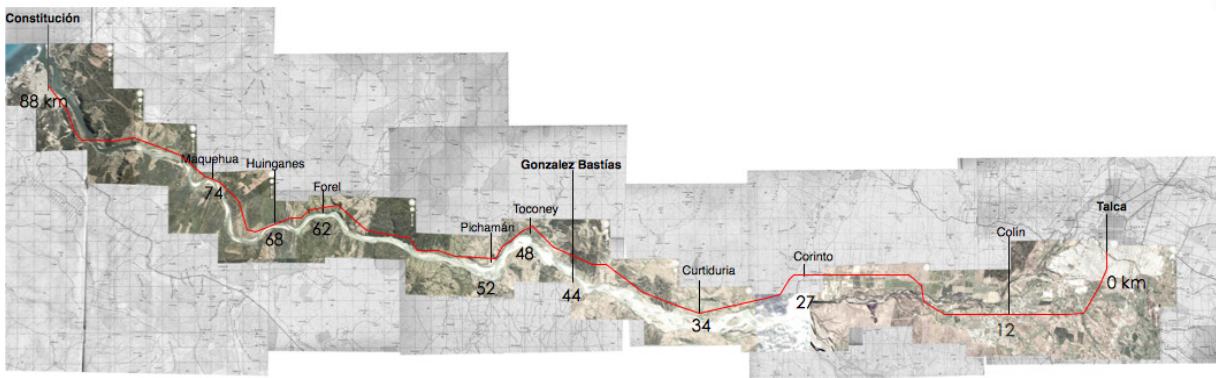 Constitución
88 km
Maquehua
74
Huinganes
68
Forel
62
Pichamán
52
Toconey
48
Gonzalez Bastías
44
Curtiduria
34
Corinto
27
Colin
12
Talca
0 km